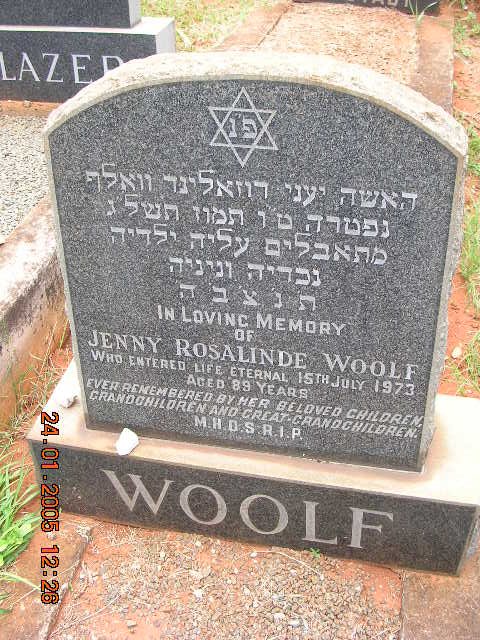 LAZER
פנ
האשה יעני רוזאלינד וואלף
נפטרה ט״ו תמוז תשל״ג
מתאבלים עליה ילדיה
נכדיה וניניה
ת נ צ ב ה
IN LOVING MEMORY
OF
JENNY ROSALINDE WOOLF
WHO ENTERED LIFE ETERNAL 15TH JULY 1973
AGED 89 YEARS
EVER REMEMBERED BY HER BELOVED CHILDREN,
GRANDCHILDREN AND GREAT-GRANDCHILDREN.
M.H.D.S.R.I.P.
WOOLF
24.01.2005 12:26